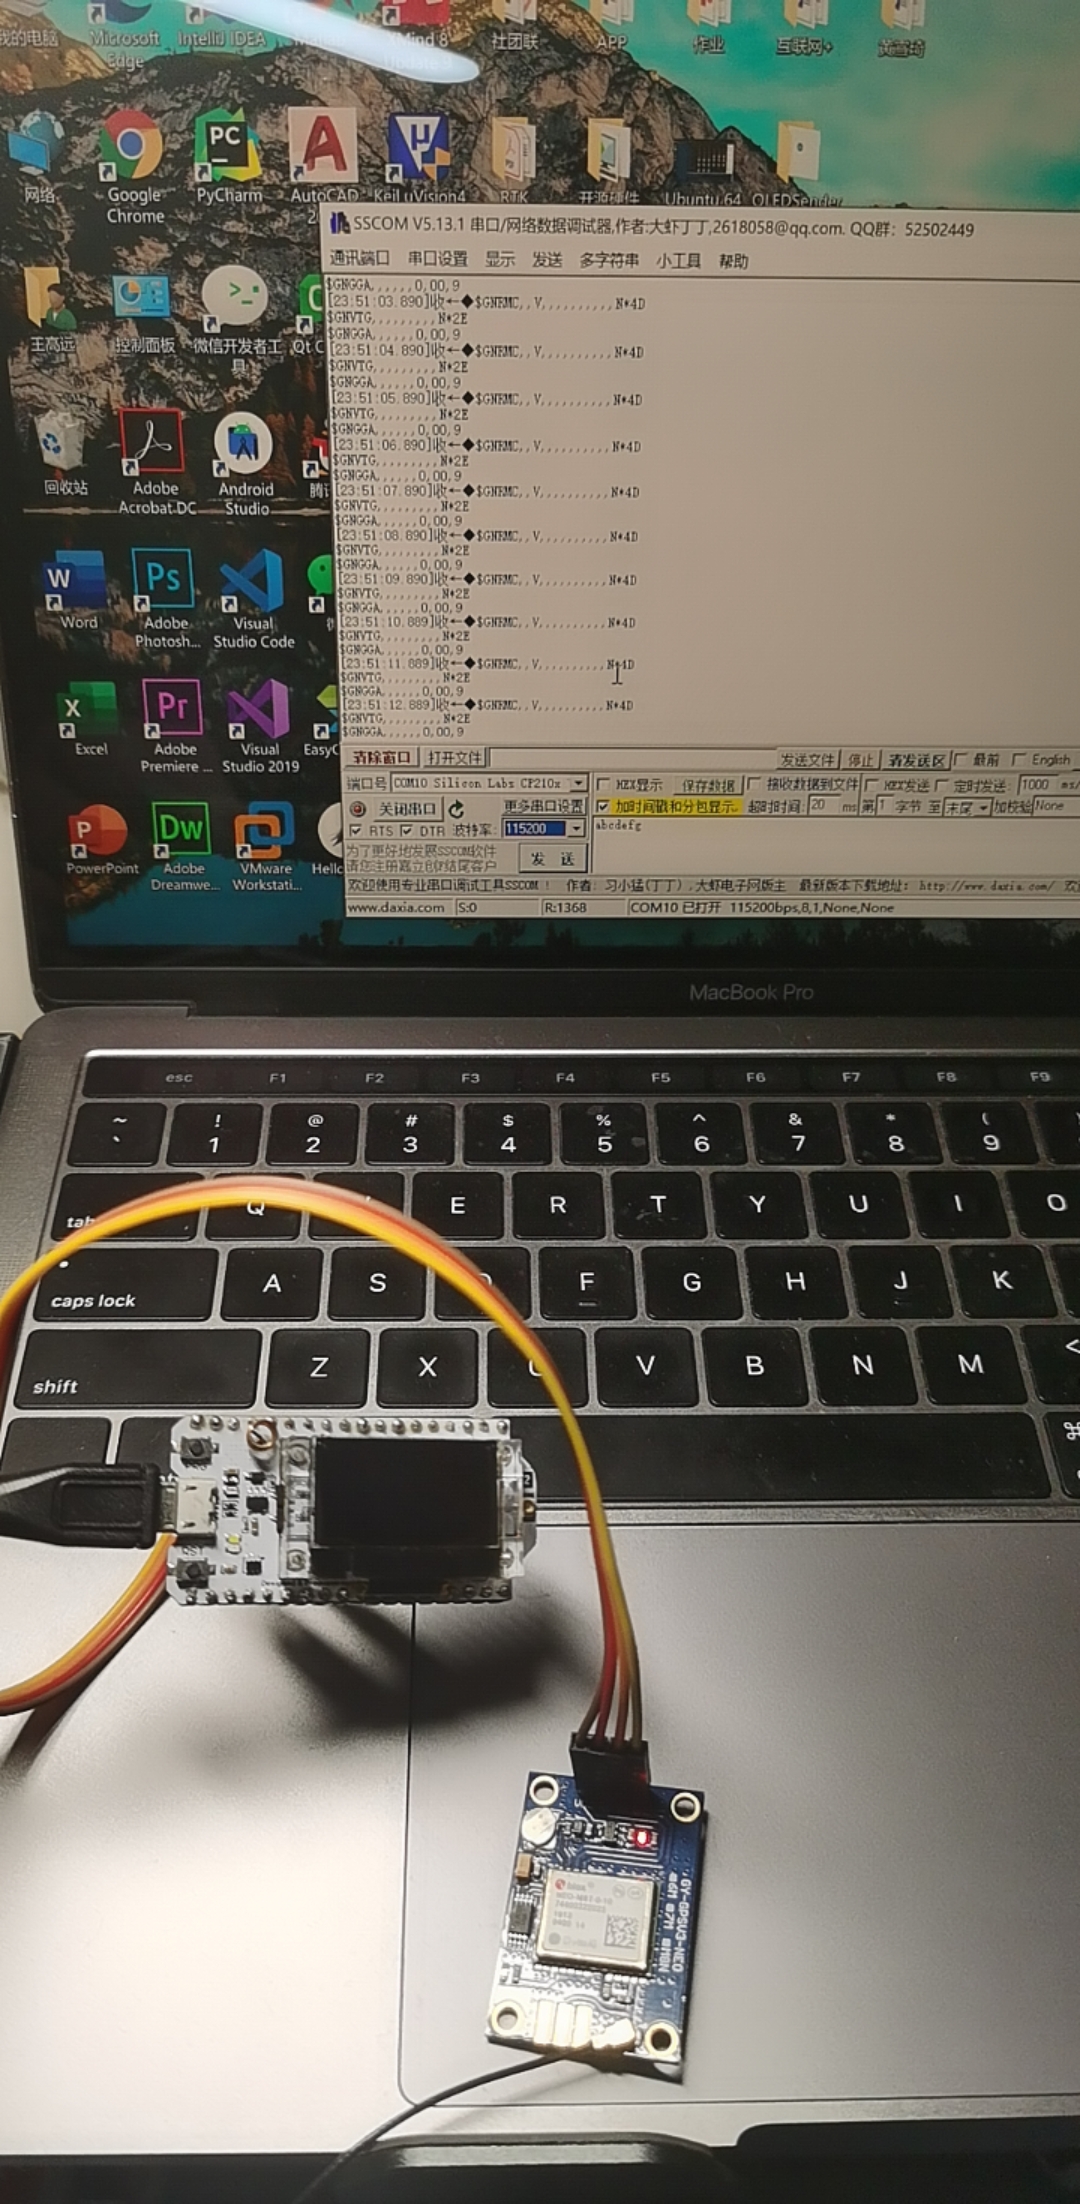 我的电脑
Microsoft Edge
IntelliJ IDEA
XMind 8
Update 9
社团联
APP
作业
互联网+
网络
Google Chrome
PyCharm
AutoCAD
Keil uVision4
RTK
开源硬件
Ubuntu 64
OLEDSender
SSCOM V5.13.1 串口/网络数据调试器,作者:大虾丁丁,2618058@qq.com. QQ群: 52502449
通讯端口 串口设置 显示 发送 多字符串 小工具 帮助
王高远
控制面板
微信开发者工具
Qt C
回收站
Adobe Acrobat DC
Android Studio
Word
Adobe Photosh...
Visual Studio Code
Excel
Adobe Premiere ...
Visual Studio 2019
EasyC
PowerPoint
Adobe Dreamwe...
VMware Workstati...
$GNGGA,,,,,,0,00,9
[23:51:03.890]收←◆$GNRMC,,V,,,,,,,,,,N*4D
$GNVTG,,,,,,,,,N*2E
$GNGGA,,,,,,0,00,9
[23:51:04.890]收←◆$GNRMC,,V,,,,,,,,,,N*4D
$GNVTG,,,,,,,,,N*2E
$GNGGA,,,,,,0,00,9
[23:51:05.890]收←◆$GNRMC,,V,,,,,,,,,,N*4D
$GNVTG,,,,,,,,,N*2E
$GNGGA,,,,,,0,00,9
[23:51:06.890]收←◆$GNRMC,,V,,,,,,,,,,N*4D
$GNVTG,,,,,,,,,N*2E
$GNGGA,,,,,,0,00,9
[23:51:07.890]收←◆$GNRMC,,V,,,,,,,,,,N*4D
$GNVTG,,,,,,,,,N*2E
$GNGGA,,,,,,0,00,9
[23:51:08.890]收←◆$GNRMC,,V,,,,,,,,,,N*4D
$GNVTG,,,,,,,,,N*2E
$GNGGA,,,,,,0,00,9
[23:51:09.890]收←◆$GNRMC,,V,,,,,,,,,,N*4D
$GNVTG,,,,,,,,,N*2E
$GNGGA,,,,,,0,00,9
[23:51:10.889]收←◆$GNRMC,,V,,,,,,,,,,N*4D
$GNVTG,,,,,,,,,N*2E
$GNGGA,,,,,,0,00,9
[23:51:11.889]收←◆$GNRMC,,V,,,,,,,,,,N*4D
$GNVTG,,,,,,,,,N*2E
$GNGGA,,,,,,0,00,9
[23:51:12.889]收←◆$GNRMC,,V,,,,,,,,,,N*4D
$GNVTG,,,,,,,,,N*2E
$GNGGA,,,,,,0,00,9
清除窗口 打开文件 发送文件 停止 清发送区 最前 English
端口号 COM10 Silicon Labs CP210x HEX显示 保存数据 接收数据到文件 HEX发送 定时发送: 1000 ms/
关闭串口 更多串口设置 加时间戳和分包显示, 超时时间: 20 ms 第1 字节 至 末尾 加校验 None
RTS DTR 波特率: 115200 abcdefg
为了更好地发展SSCOM软件
请您注册嘉立创结尾客户
发 送
欢迎使用专业串口调试工具SSCOM ! 作者: 习小猛(丁丁),大虾电子网版主 最新版本下载地址: http://www.daxia.com/ 欢
www.daxia.com S:0 R:1368 COM10 已打开 115200bps,8,1,None,None
MacBook Pro
esc F1 F2 F3 F4 F5 F6 F7 F8 F9
~ ! @ # $ % ^ & * (
` 1 2 3 4 5 6 7 8 9
tab Q E R T Y U I O
caps lock A S D F G H J K
shift Z X C V B N M <
⌘
GY-GPSV3-NEO